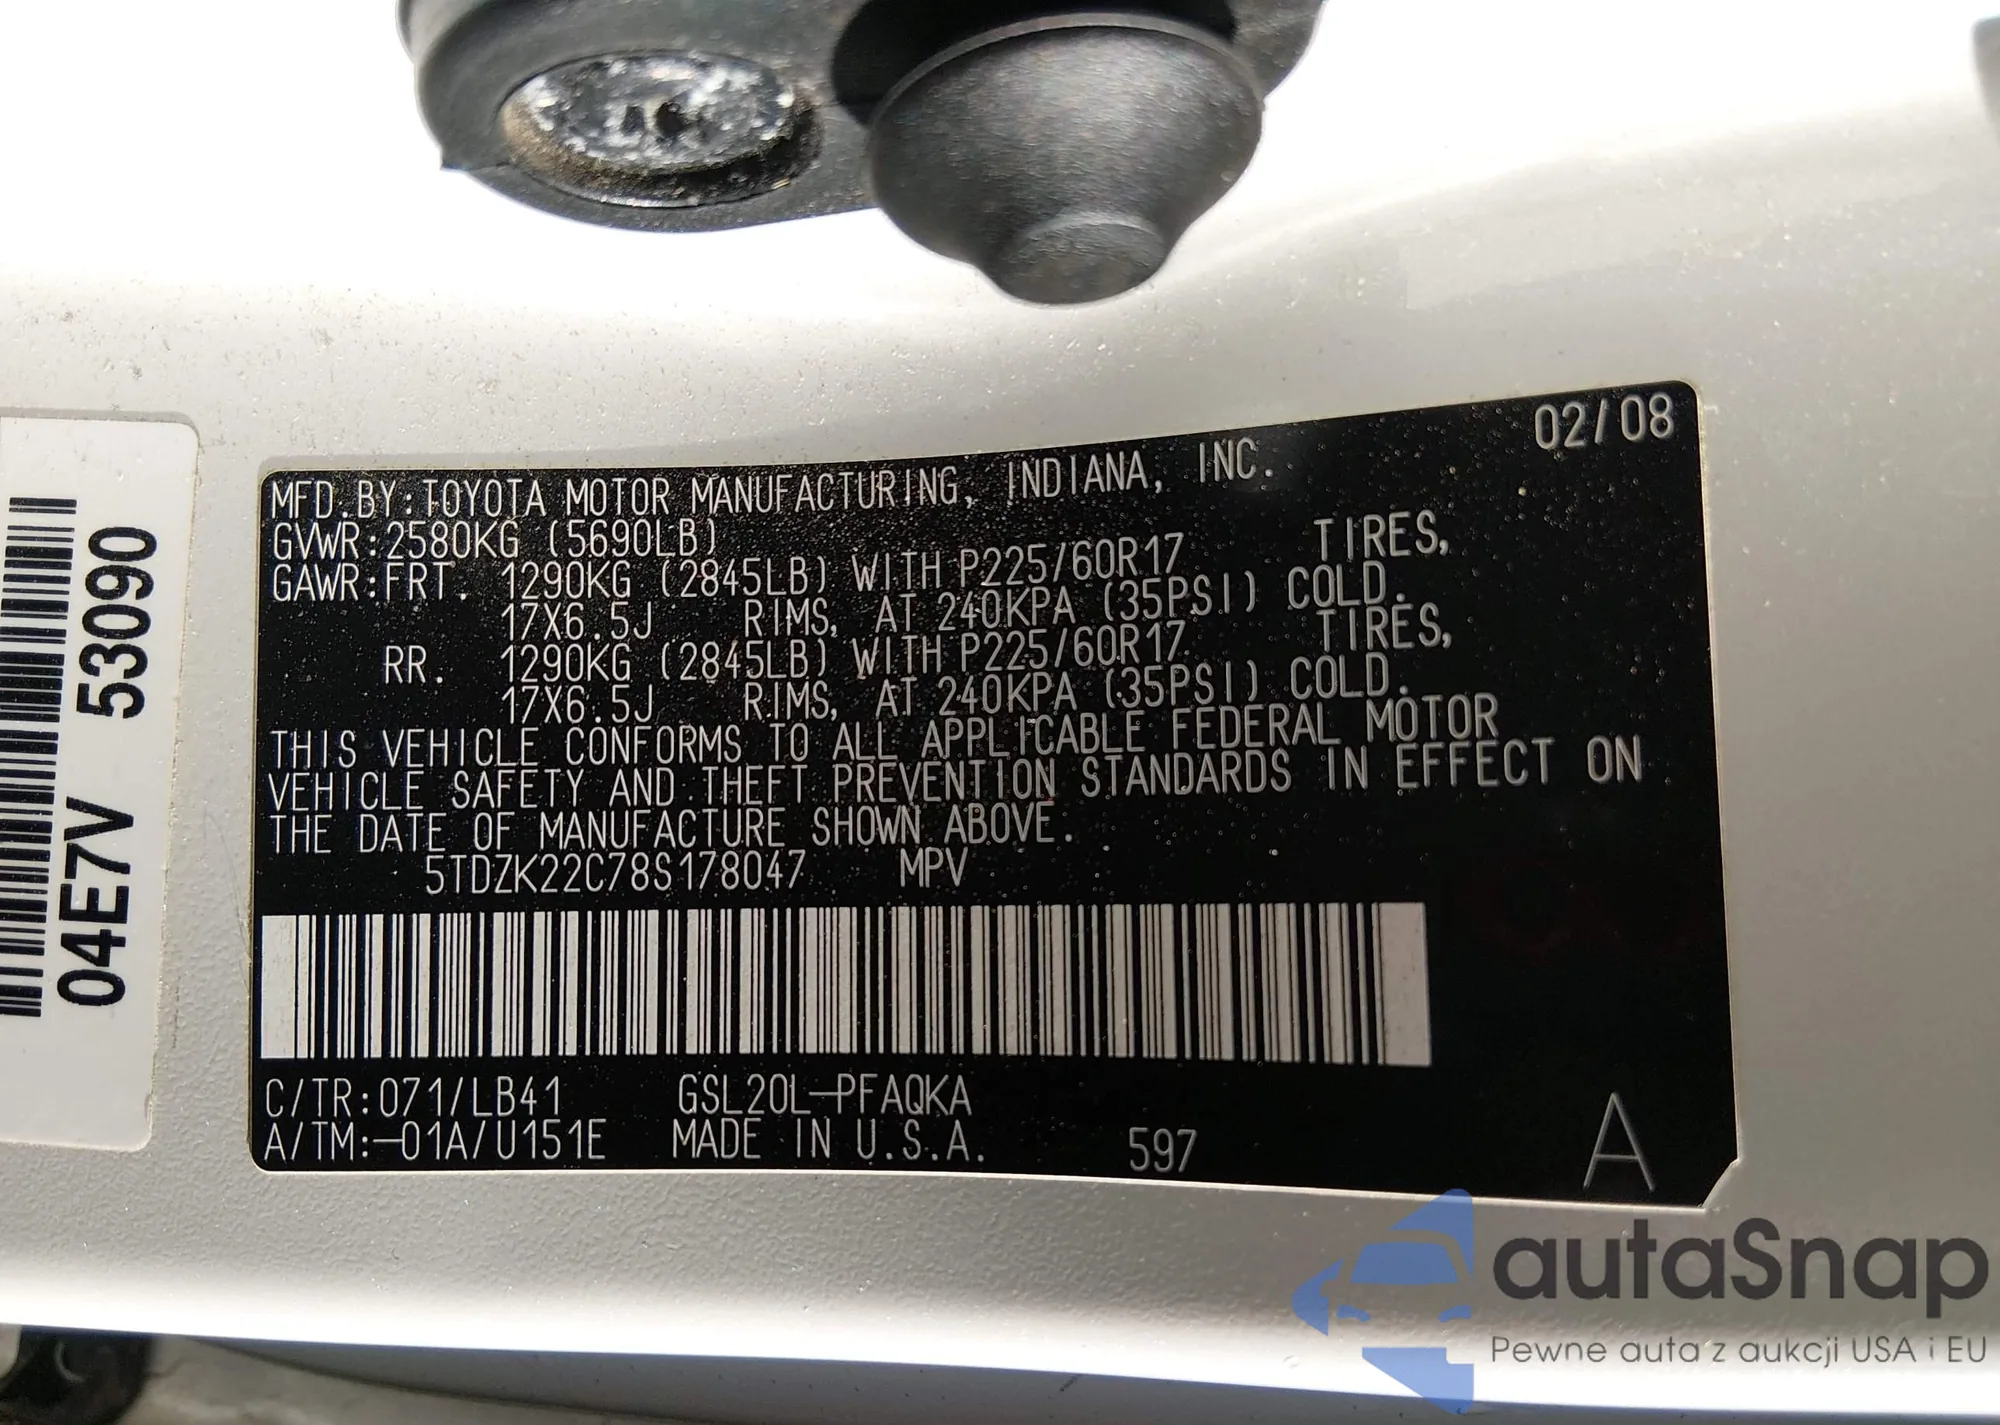 02/08
MFD.BY:TOYOTA MOTOR MANUFACTURING, INDIANA, INC.
GVWR:2580KG (5690LB)
GAWR:FRT. 1290KG (2845LB) WITH P225/60R17 TIRES,
17X6.5J RIMS, AT 240KPA (35PSI) COLD.
RR. 1290KG (2845LB) WITH P225/60R17 TIRES,
17X6.5J RIMS, AT 240KPA (35PSI) COLD.
THIS VEHICLE CONFORMS TO ALL APPLICABLE FEDERAL MOTOR
VEHICLE SAFETY AND THEFT PREVENTION STANDARDS IN EFFECT ON
THE DATE OF MANUFACTURE SHOWN ABOVE.
5TDZK22C78S178047 MPV
C/TR:071/LB41 GSL20L-PFAQKA
A/TM:-01A/U151E MADE IN U.S.A. 597 A
04E7V 53090
autoSnap
Pewne auta z aukcji USA i EU